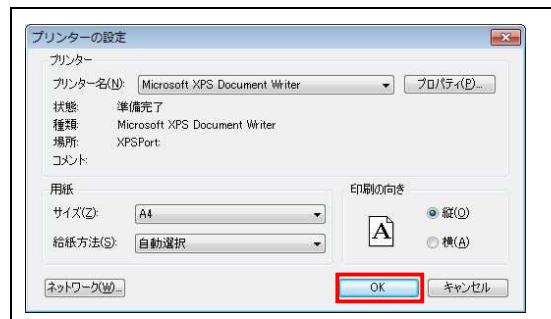 プリンターの設定
プリンター
プリンター名(N): Microsoft XPS Document Writer プロパティ(P)...
状態: 準備完了
種類: Microsoft XPS Document Writer
場所: XPSPort:
コメント:
用紙
サイズ(Z): A4
給紙方法(S): 自動選択
印刷の向き
A
縦(O)
横(A)
ネットワーク(W)...
OK
キャンセル